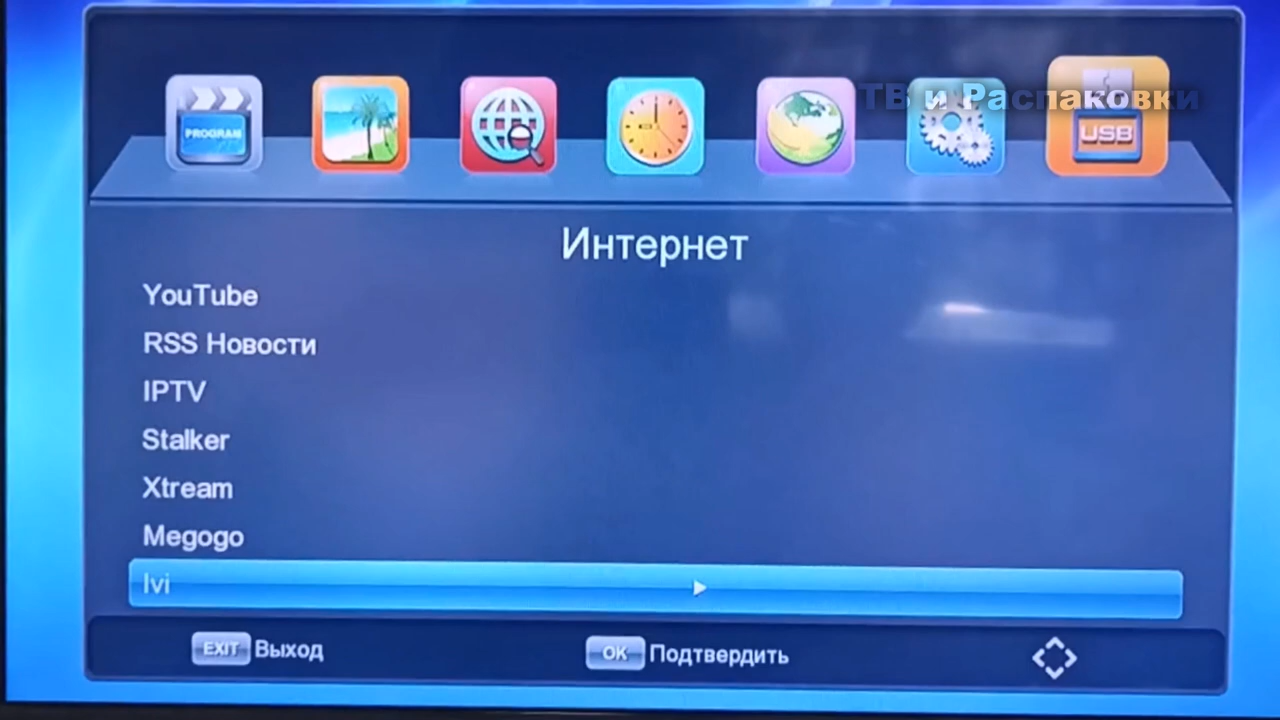 ТВ и Распаковки
PROGRAM
USB
Интернет
YouTube
RSS Новости
IPTV
Stalker
Xtream
Megogo
Ivi
EXIT Выход
OK Подтвердить